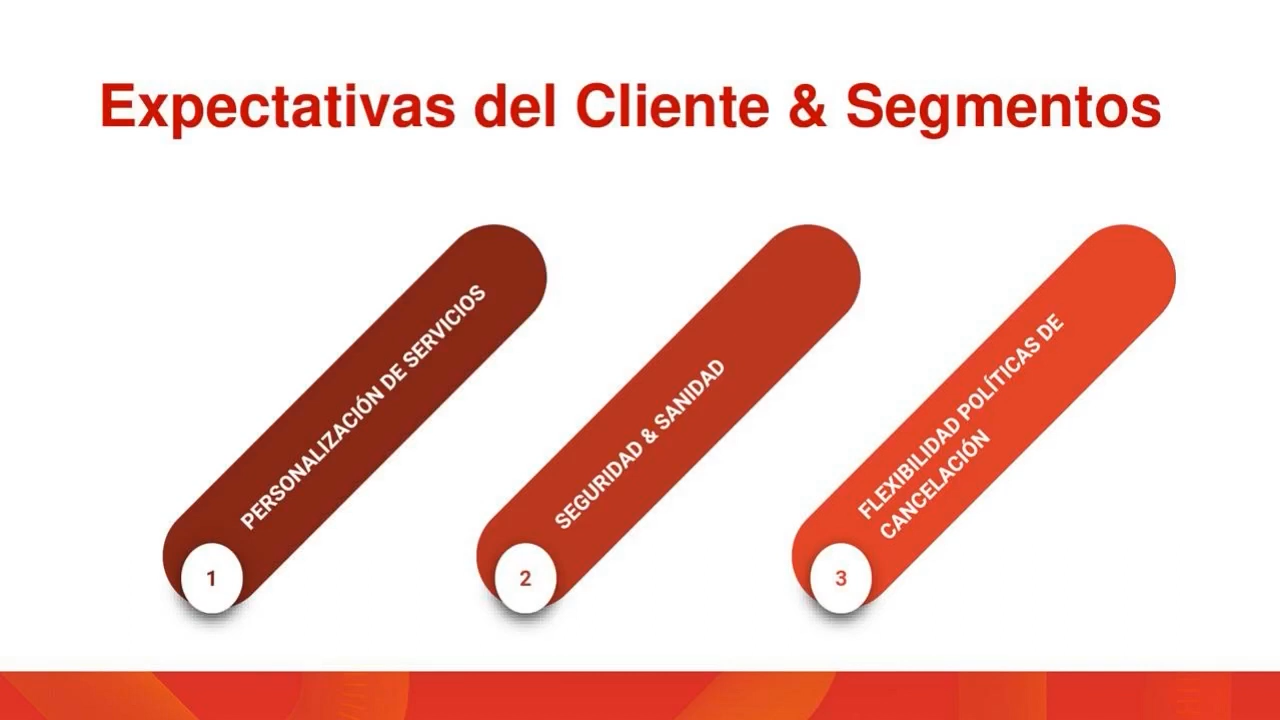 Expectativas del Cliente & Segmentos
PERSONALIZACIÓN DE SERVICIOS
1
SEGURIDAD & SANIDAD
2
FLEXIBILIDAD POLÍTICAS DE
CANCELACIÓN
3